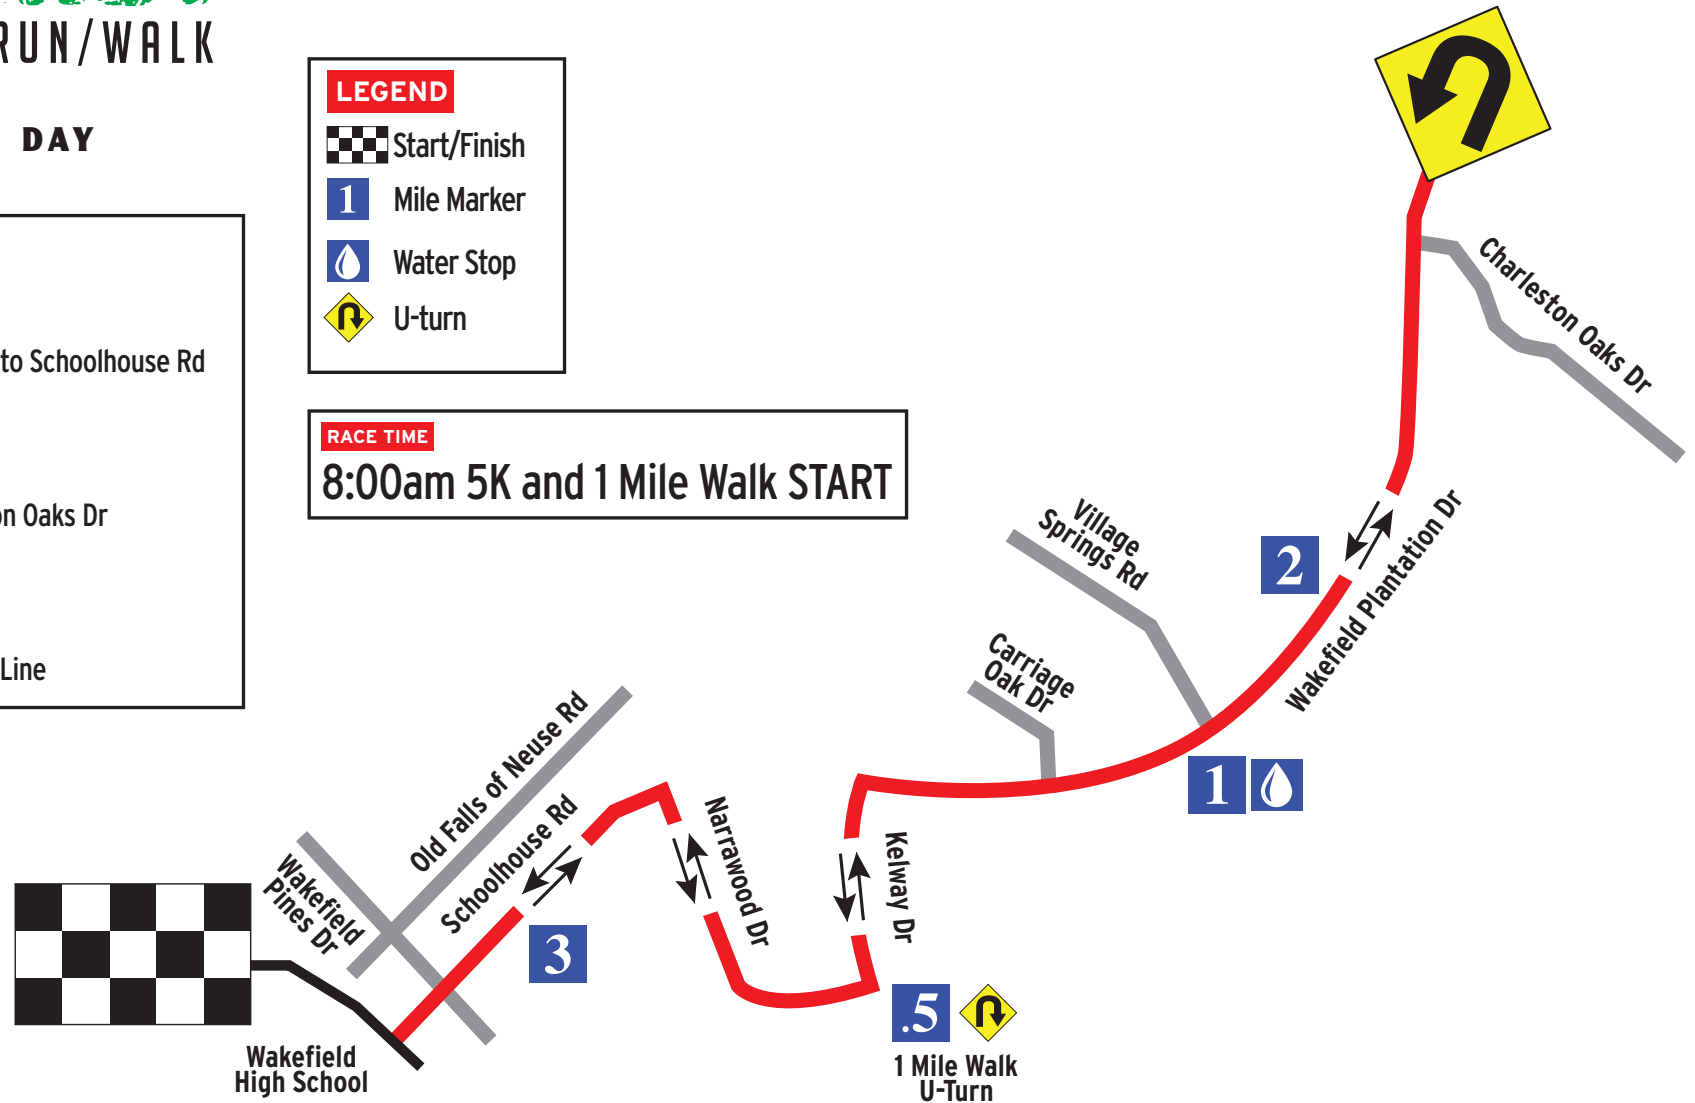 RUN/WALK
DAY
to Schoolhouse Rd
Oaks Dr
Line
LEGEND
Start/Finish
1 Mile Marker
Water Stop
U-turn
RACE TIME
8:00am 5K and 1 Mile Walk START
Charleston Oaks Dr
Village
Springs Rd
2
Wakefield Plantation Dr
Carriage
Oak Dr
1
Old Falls of Neuse Rd
Schoolhouse Rd
Narrawood Dr
Kelway Dr
Wakefield
Pines Dr
3
.5
1 Mile Walk
U-Turn
Wakefield
High School